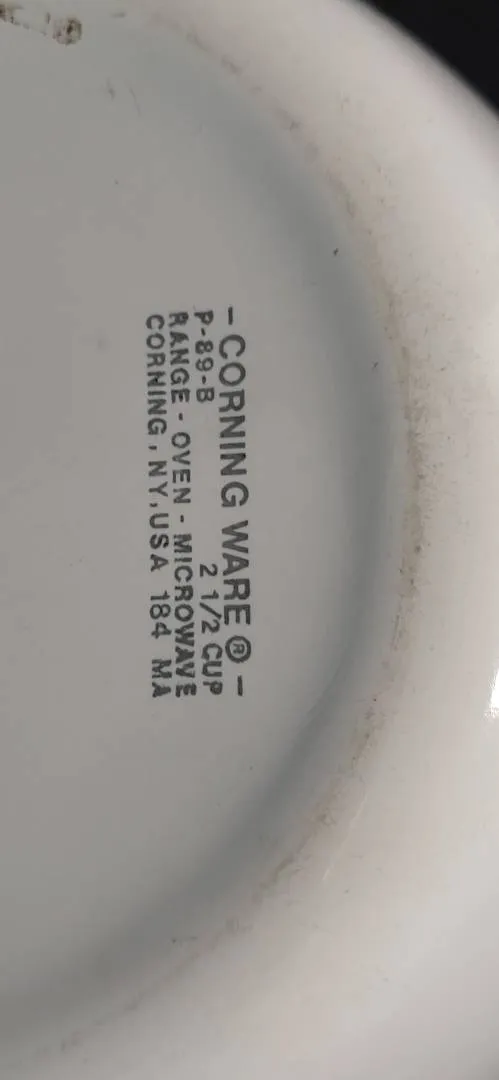 - CORNING WARE ® -
P-89-B 2 1/2 CUP
RANGE - OVEN - MICROWAVE
CORNING, NY, USA 184 MA